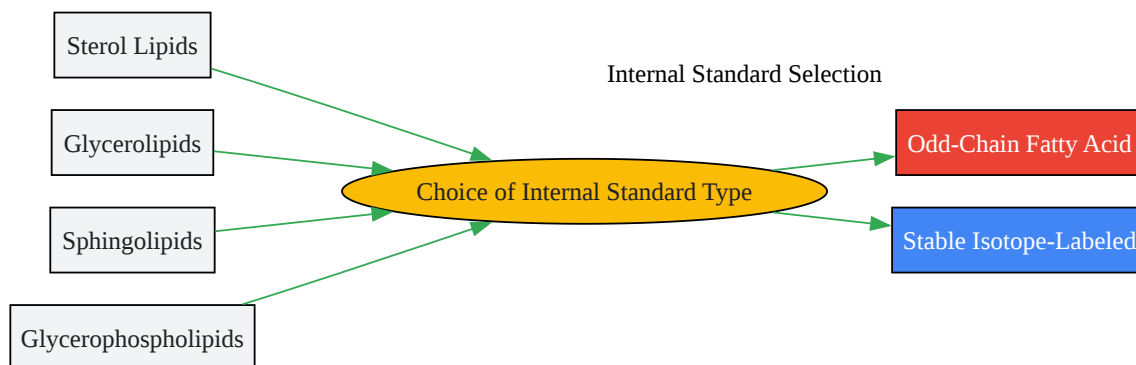 Sterol Lipids
Glycerolipids
Sphingolipids
Glycerophospholipids
Choice of Internal Standard Type
Internal Standard Selection
Odd-Chain Fatty Acid
Stable Isotope-Labeled